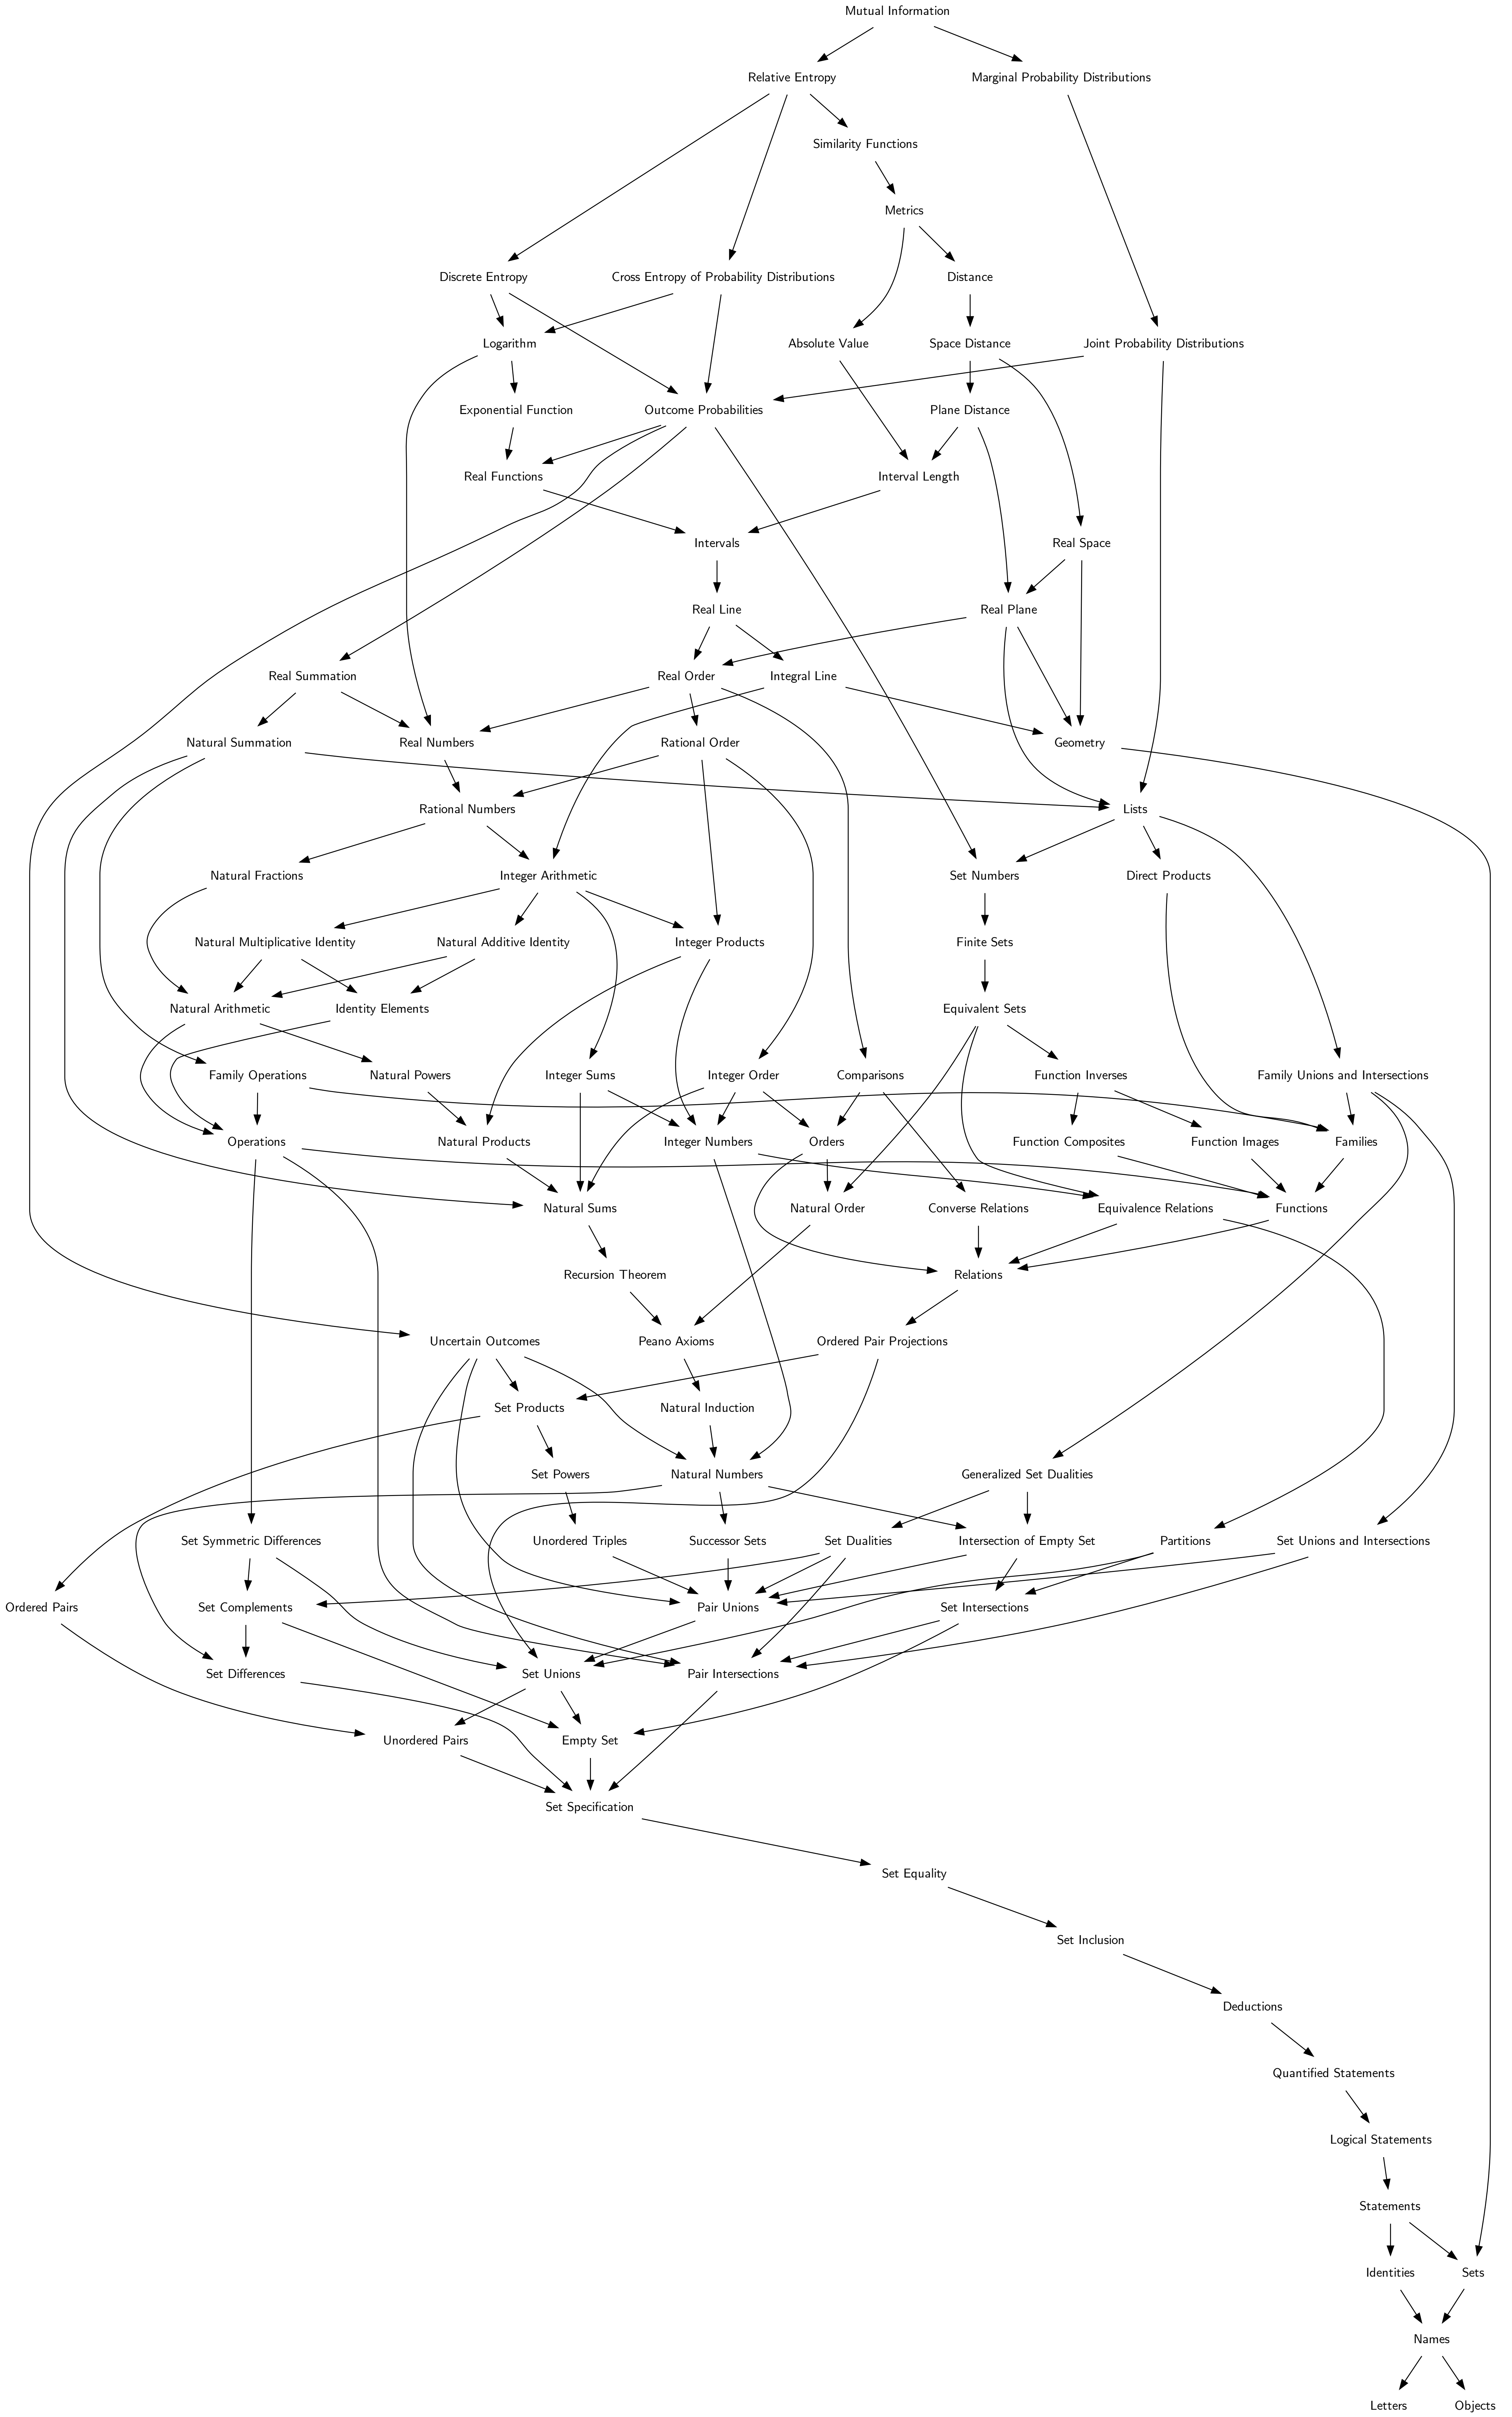 Mutual Information
Relative Entropy
Marginal Probability Distributions
Similarity Functions
Metrics
Discrete Entropy
Cross Entropy of Probability Distributions
Distance
Logarithm
Absolute Value
Space Distance
Joint Probability Distributions
Exponential Function
Outcome Probabilities
Plane Distance
Real Functions
Interval Length
Intervals
Real Space
Real Line
Real Plane
Real Summation
Real Order
Integral Line
Natural Summation
Real Numbers
Rational Order
Geometry
Rational Numbers
Lists
Natural Fractions
Integer Arithmetic
Set Numbers
Direct Products
Natural Multiplicative Identity
Natural Additive Identity
Integer Products
Finite Sets
Natural Arithmetic
Identity Elements
Equivalent Sets
Family Operations
Natural Powers
Integer Sums
Integer Order
Comparisons
Function Inverses
Family Unions and Intersections
Operations
Natural Products
Integer Numbers
Orders
Function Composites
Function Images
Families
Natural Sums
Natural Order
Converse Relations
Equivalence Relations
Functions
Recursion Theorem
Relations
Uncertain Outcomes
Peano Axioms
Ordered Pair Projections
Set Products
Natural Induction
Set Powers
Natural Numbers
Generalized Set Dualities
Set Symmetric Differences
Unordered Triples
Successor Sets
Set Dualities
Intersection of Empty Set
Partitions
Set Unions and Intersections
Ordered Pairs
Set Complements
Pair Unions
Set Intersections
Set Differences
Set Unions
Pair Intersections
Unordered Pairs
Empty Set
Set Specification
Set Equality
Set Inclusion
Deductions
Quantified Statements
Logical Statements
Statements
Identities
Sets
Names
Letters
Objects